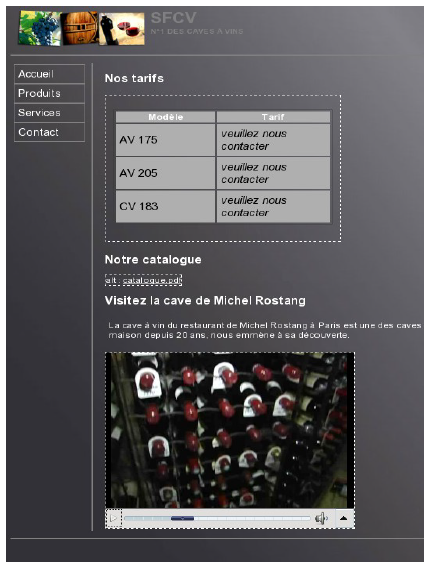 SFCV
N°1 DES CAVES A VINS
Accueil
Produits
Services
Contact
Nos tarifs
Modèle Tarif
AV 175 veuillez nous
contacter
AV 205 veuillez nous
contacter
CV 183 veuillez nous
contacter
Notre catalogue
alt : catalogue.pdf
Visitez la cave de Michel Rostang
La cave à vin du restaurant de Michel Rostang à Paris est une des caves
maison depuis 20 ans, nous emmène à sa découverte.